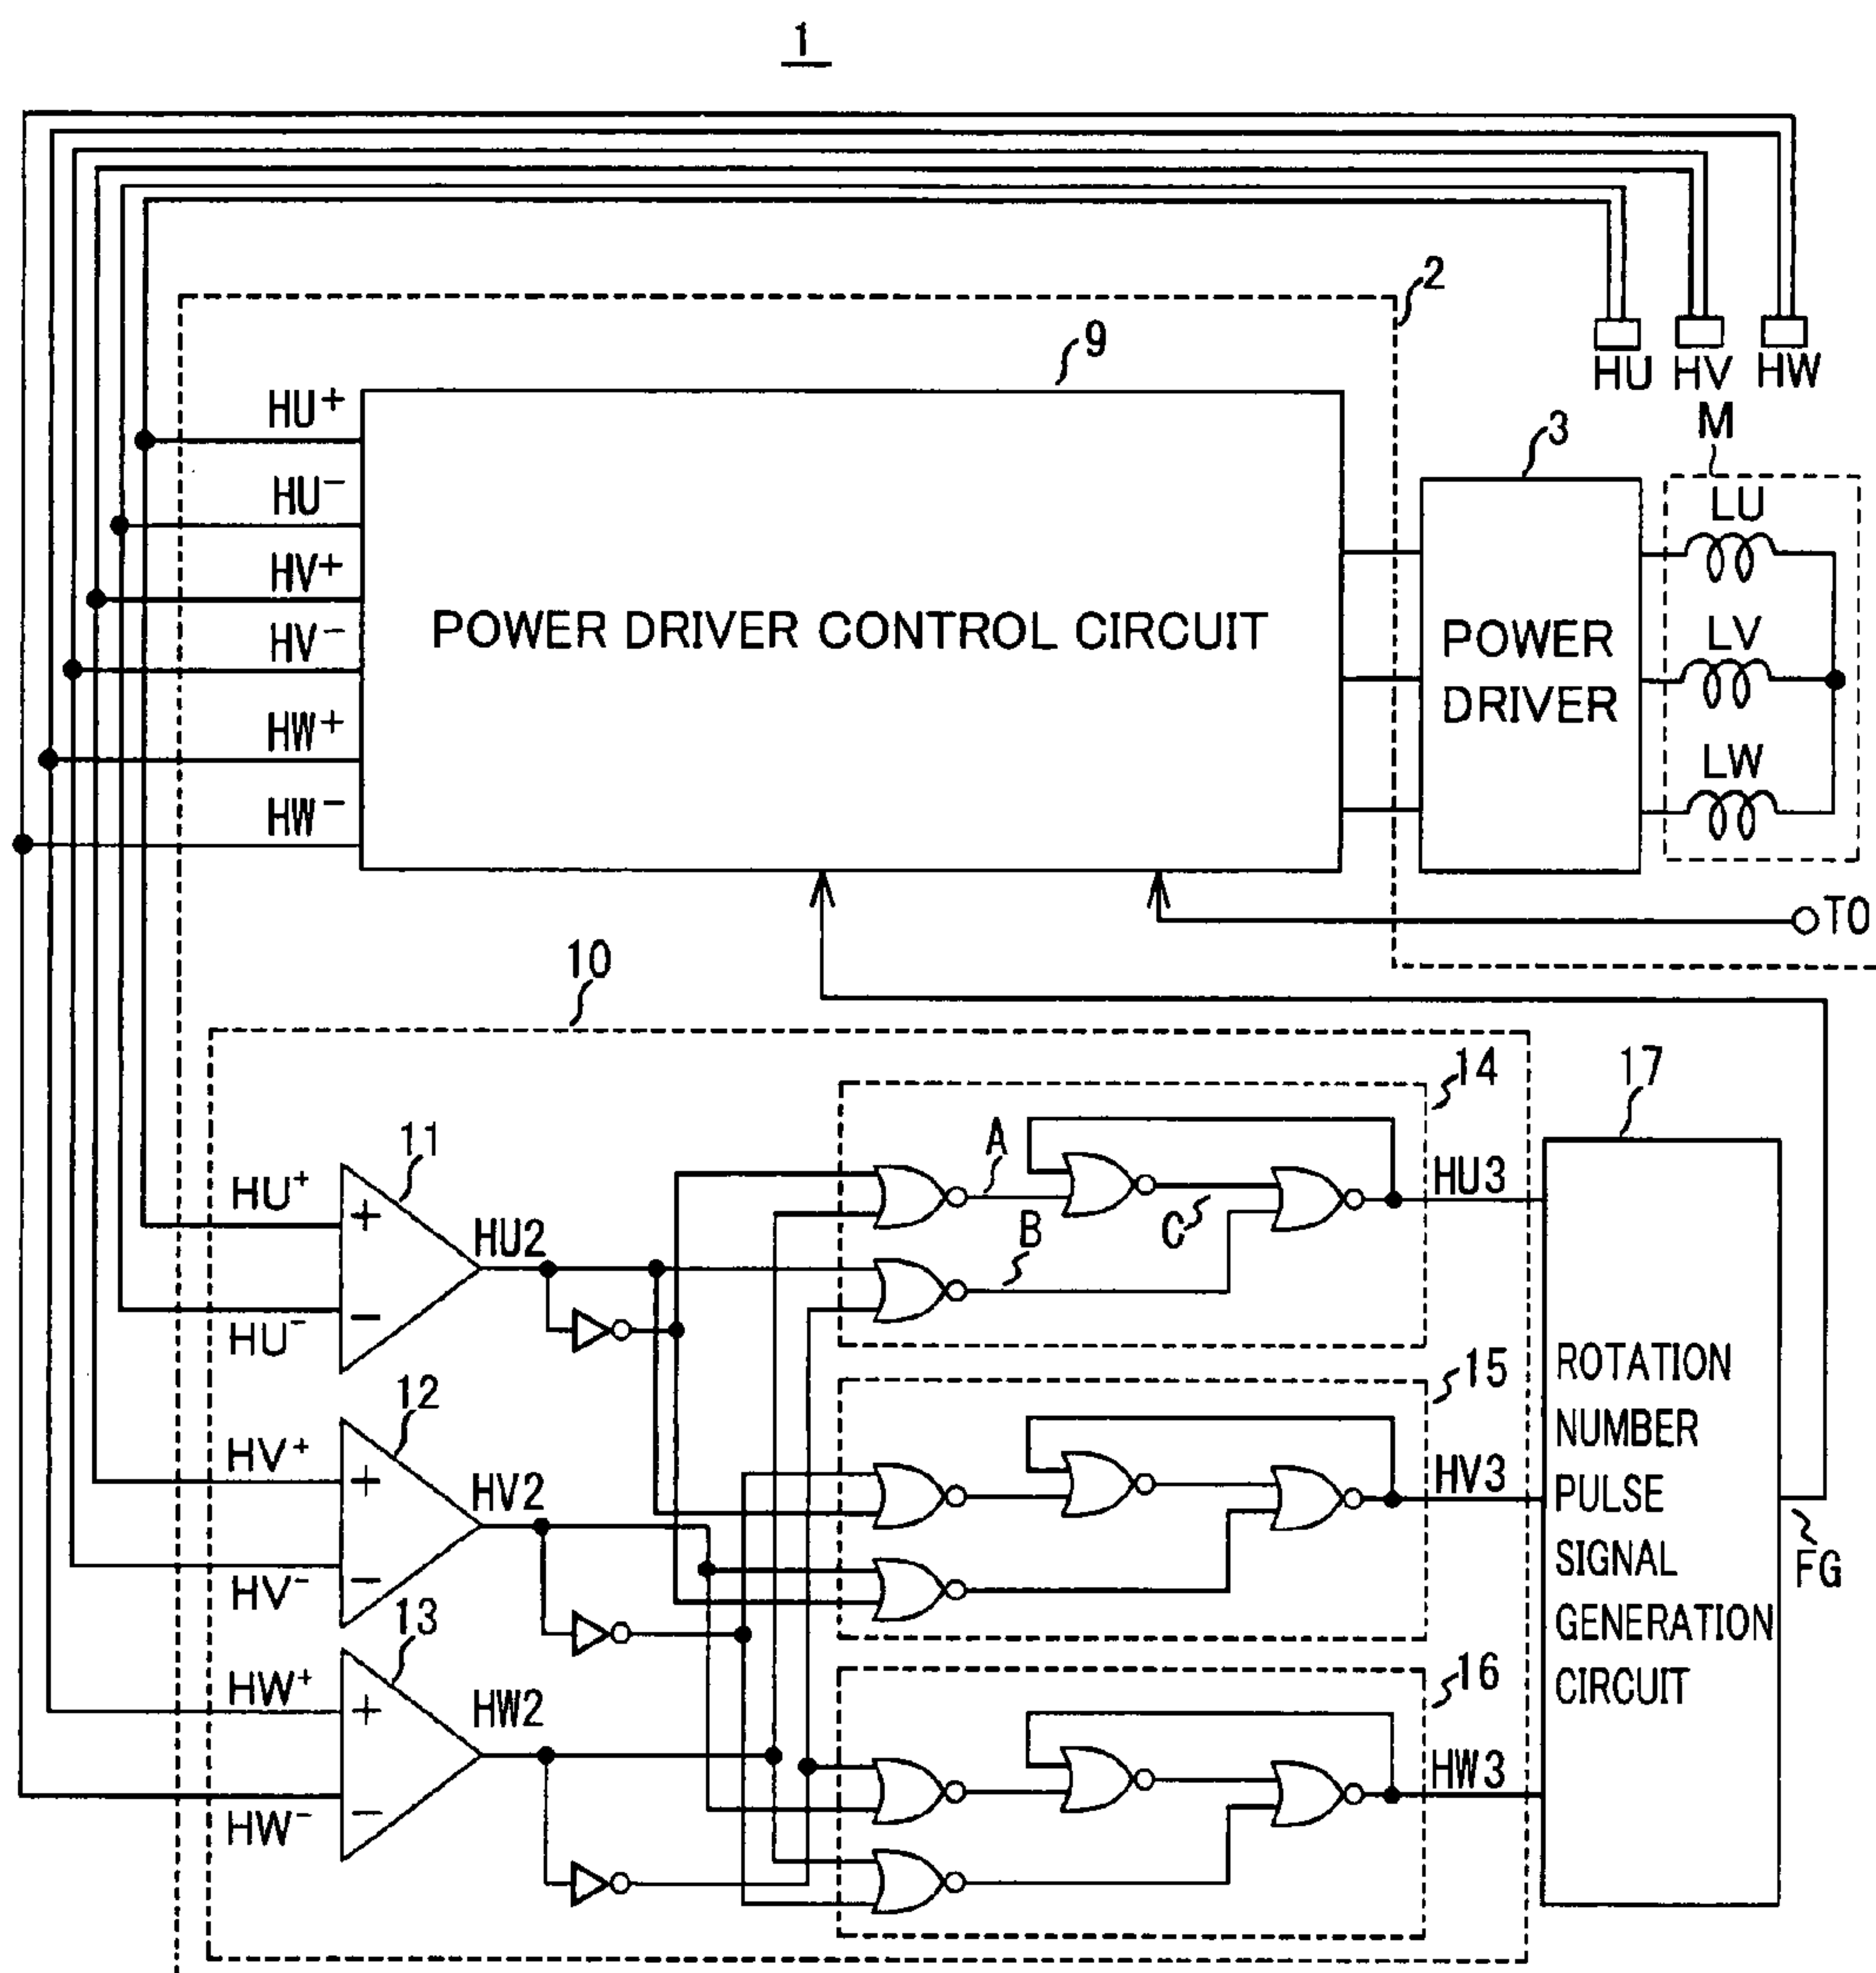 1
2
9
HU HV HW
M
3
HU+
HU−
HV+
HV−
HW+
HW−
POWER DRIVER CONTROL CIRCUIT
POWER
DRIVER
LU
LV
LW
TO
10
14
17
11
HU+
+
−
HU−
HU2
A
B
C
HU3
12
HV+
+
−
HV−
HV2
15
HV3
13
HW+
+
−
HW−
HW2
16
HW3
ROTATION
NUMBER
PULSE
SIGNAL
GENERATION
CIRCUIT
FG